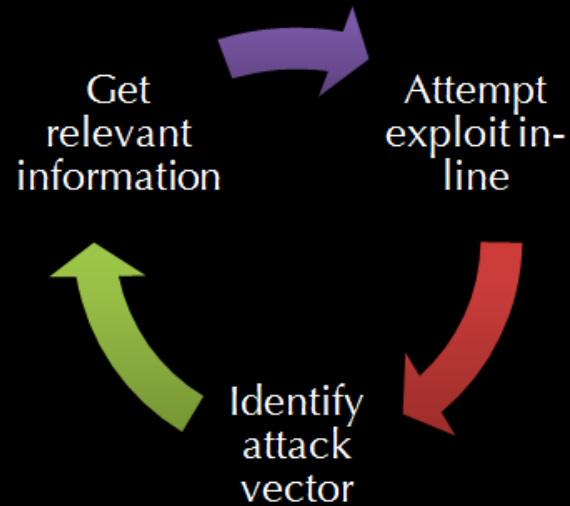 Get
relevant
information
Attempt
exploit in-
line
Identify
attack
vector